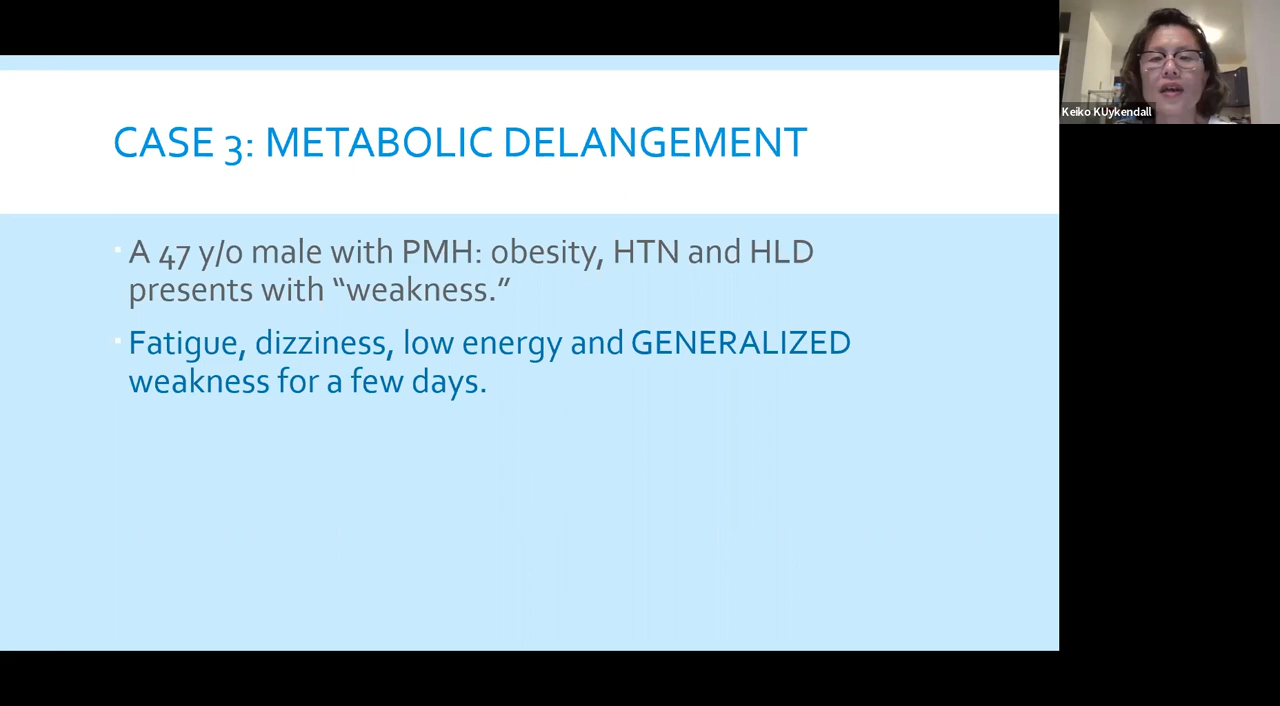 CASE 3: METABOLIC DELANGEMENT
A 47 y/o male with PMH: obesity, HTN and HLD
presents with “weakness.”
Fatigue, dizziness, low energy and GENERALIZED
weakness for a few days.
Keiko KUykendall